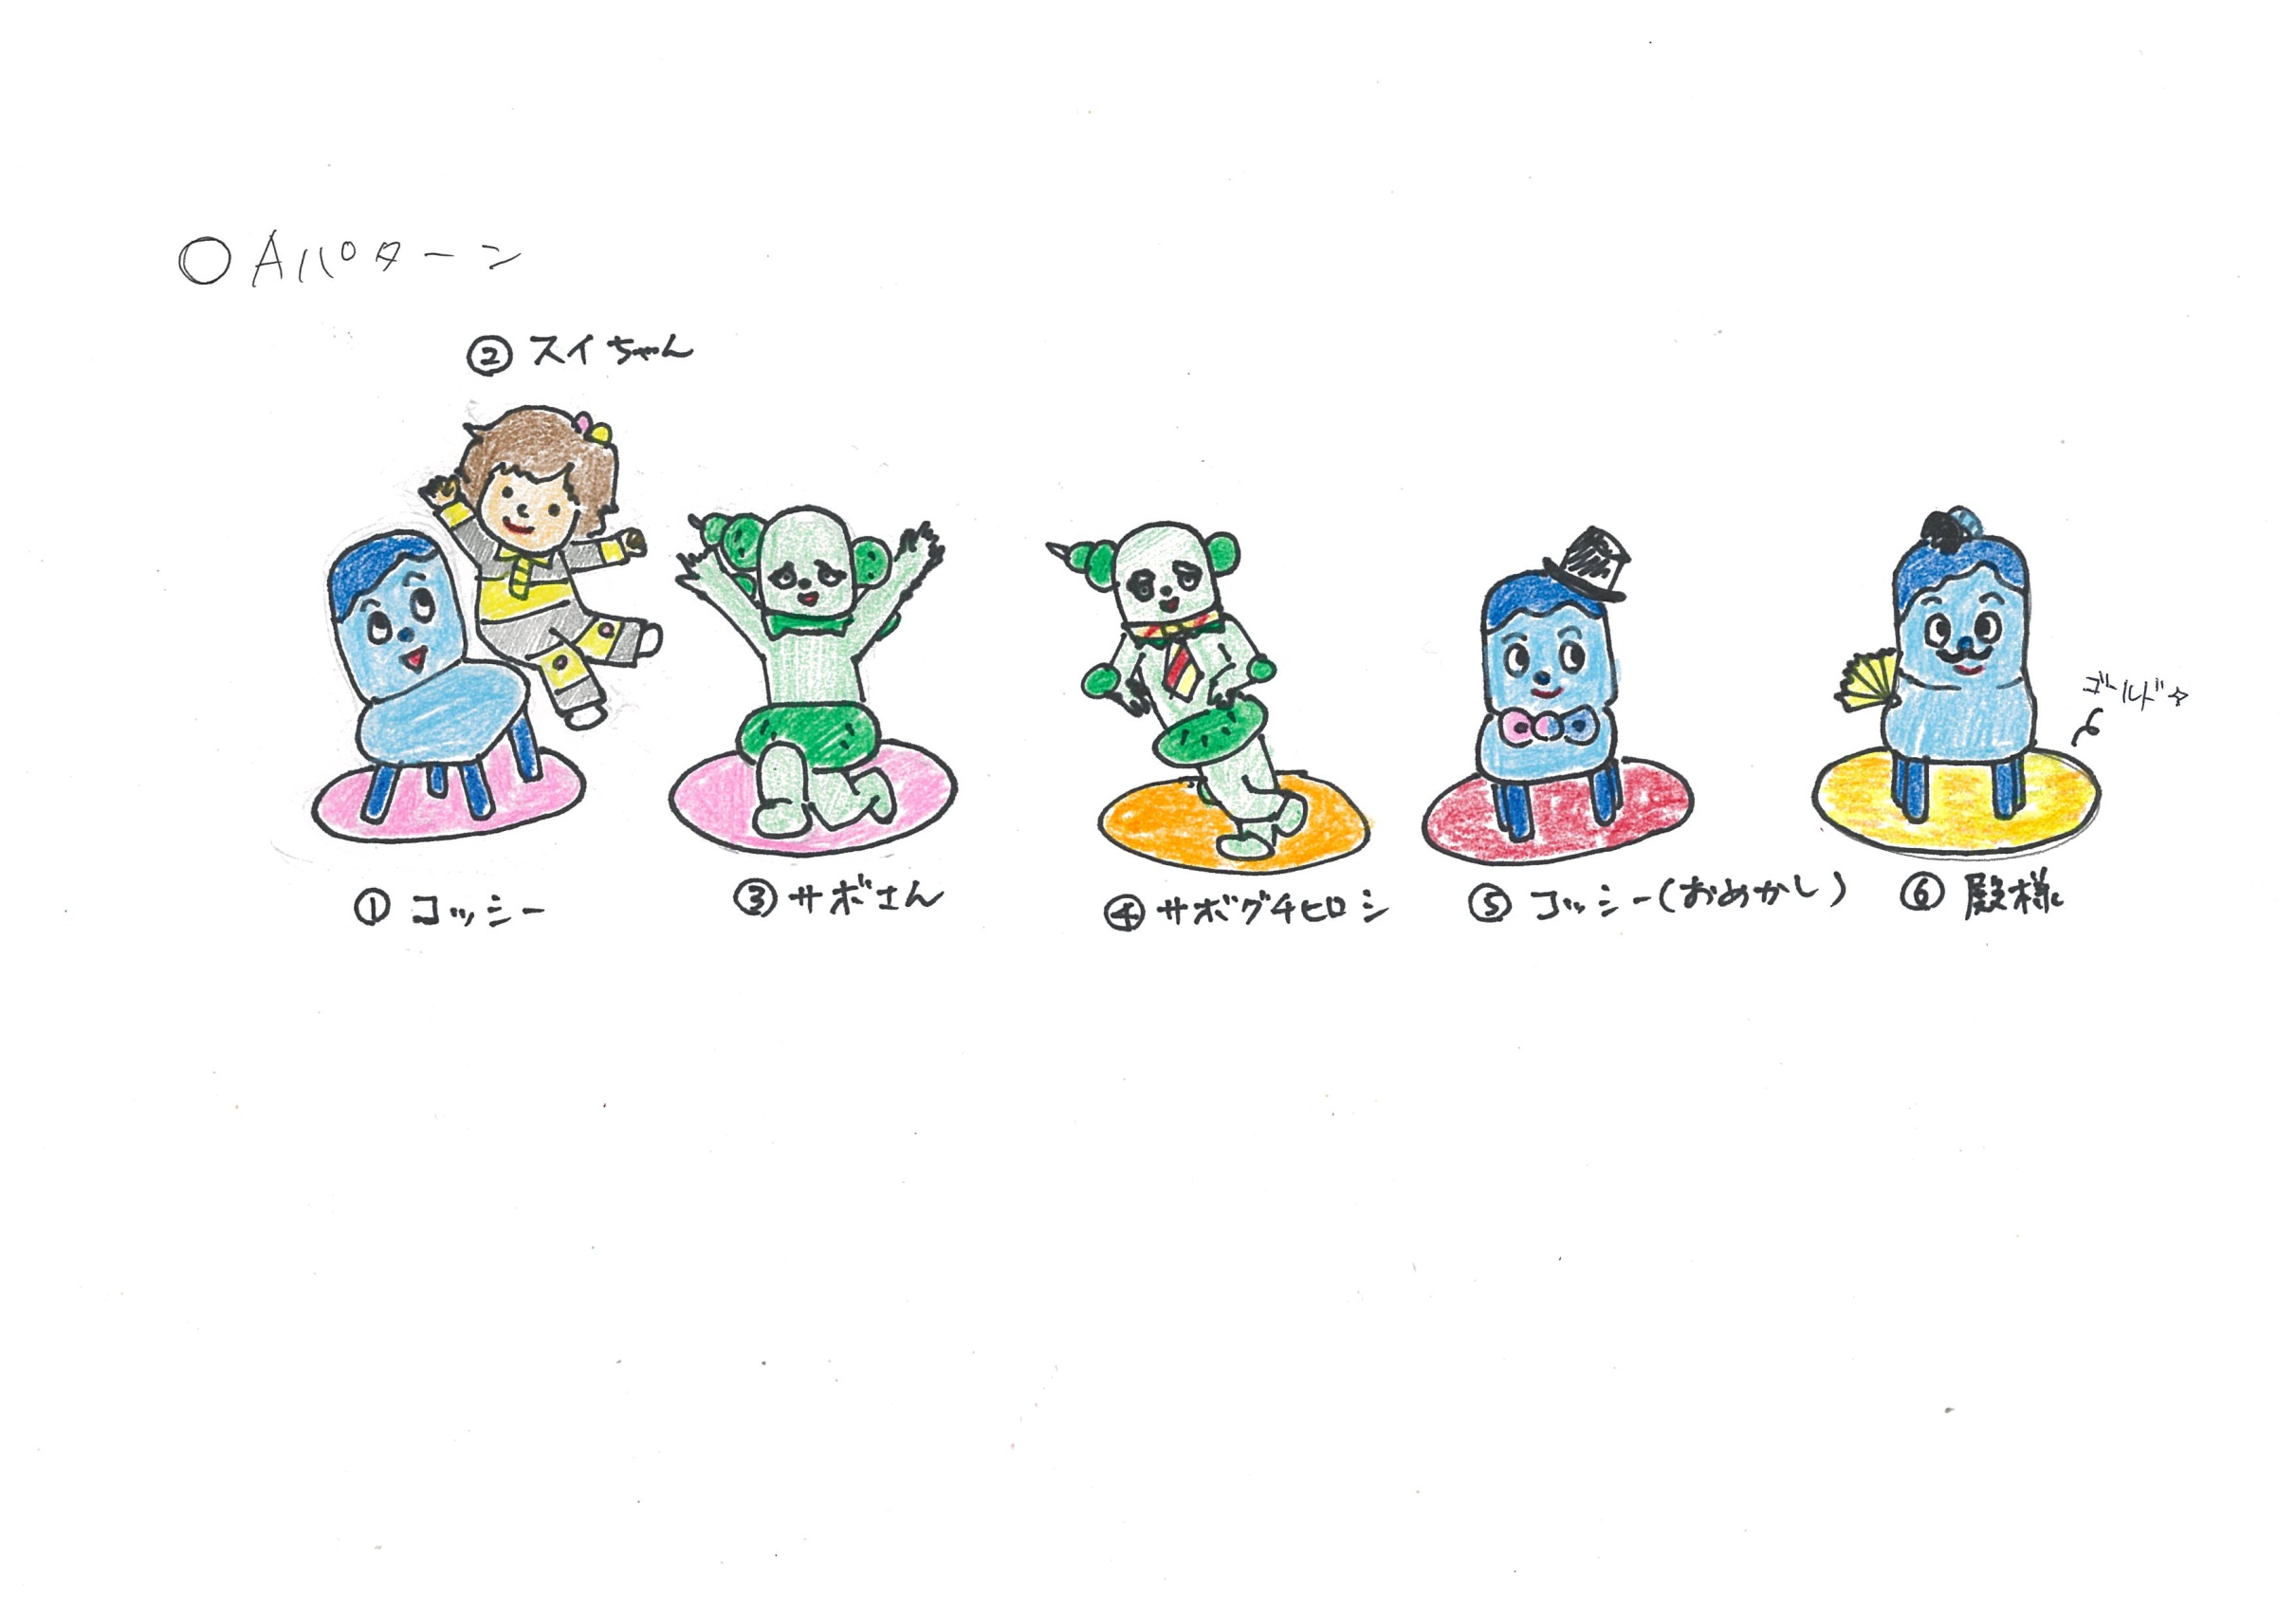 ○Aパターン
② スイちゃん
ゴールド☆
① コッシー
③ サボさん
④ サボグチヒロシ
⑤ コッシー(おめかし)
⑥ 殿様